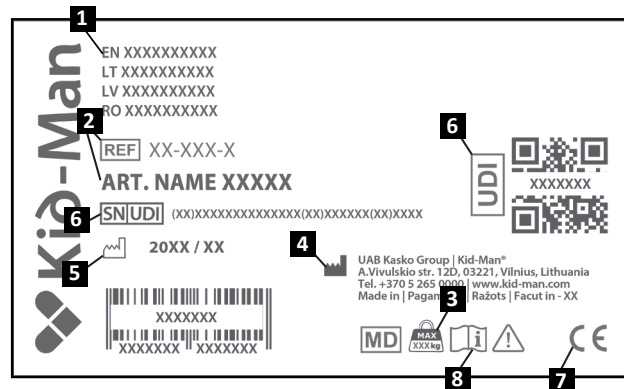 1
EN XXXXXXXXXX
LT XXXXXXXXXX
LV XXXXXXXXXX
RO XXXXXXXXXX
Kid-Man
2
REF XX-XXX-X
ART. NAME XXXXX
6
SN UDI (XX)XXXXXXXXXXXXXX(XX)XXXXXX(XX)XXXX
5
20XX / XX
XXXXXXX
XXXXXXX XXXXXXX
6
UDI
XXXXXXX
4
UAB Kasko Group | Kid-Man®
A.Vivulskio str. 12D, 03221, Vilnius, Lithuania
Tel. +370 5 265 0000 | www.kid-man.com
Made in | Ražots | Facut in - XX
3
MD
MAX
XXX kg
i
!
CE
8
7